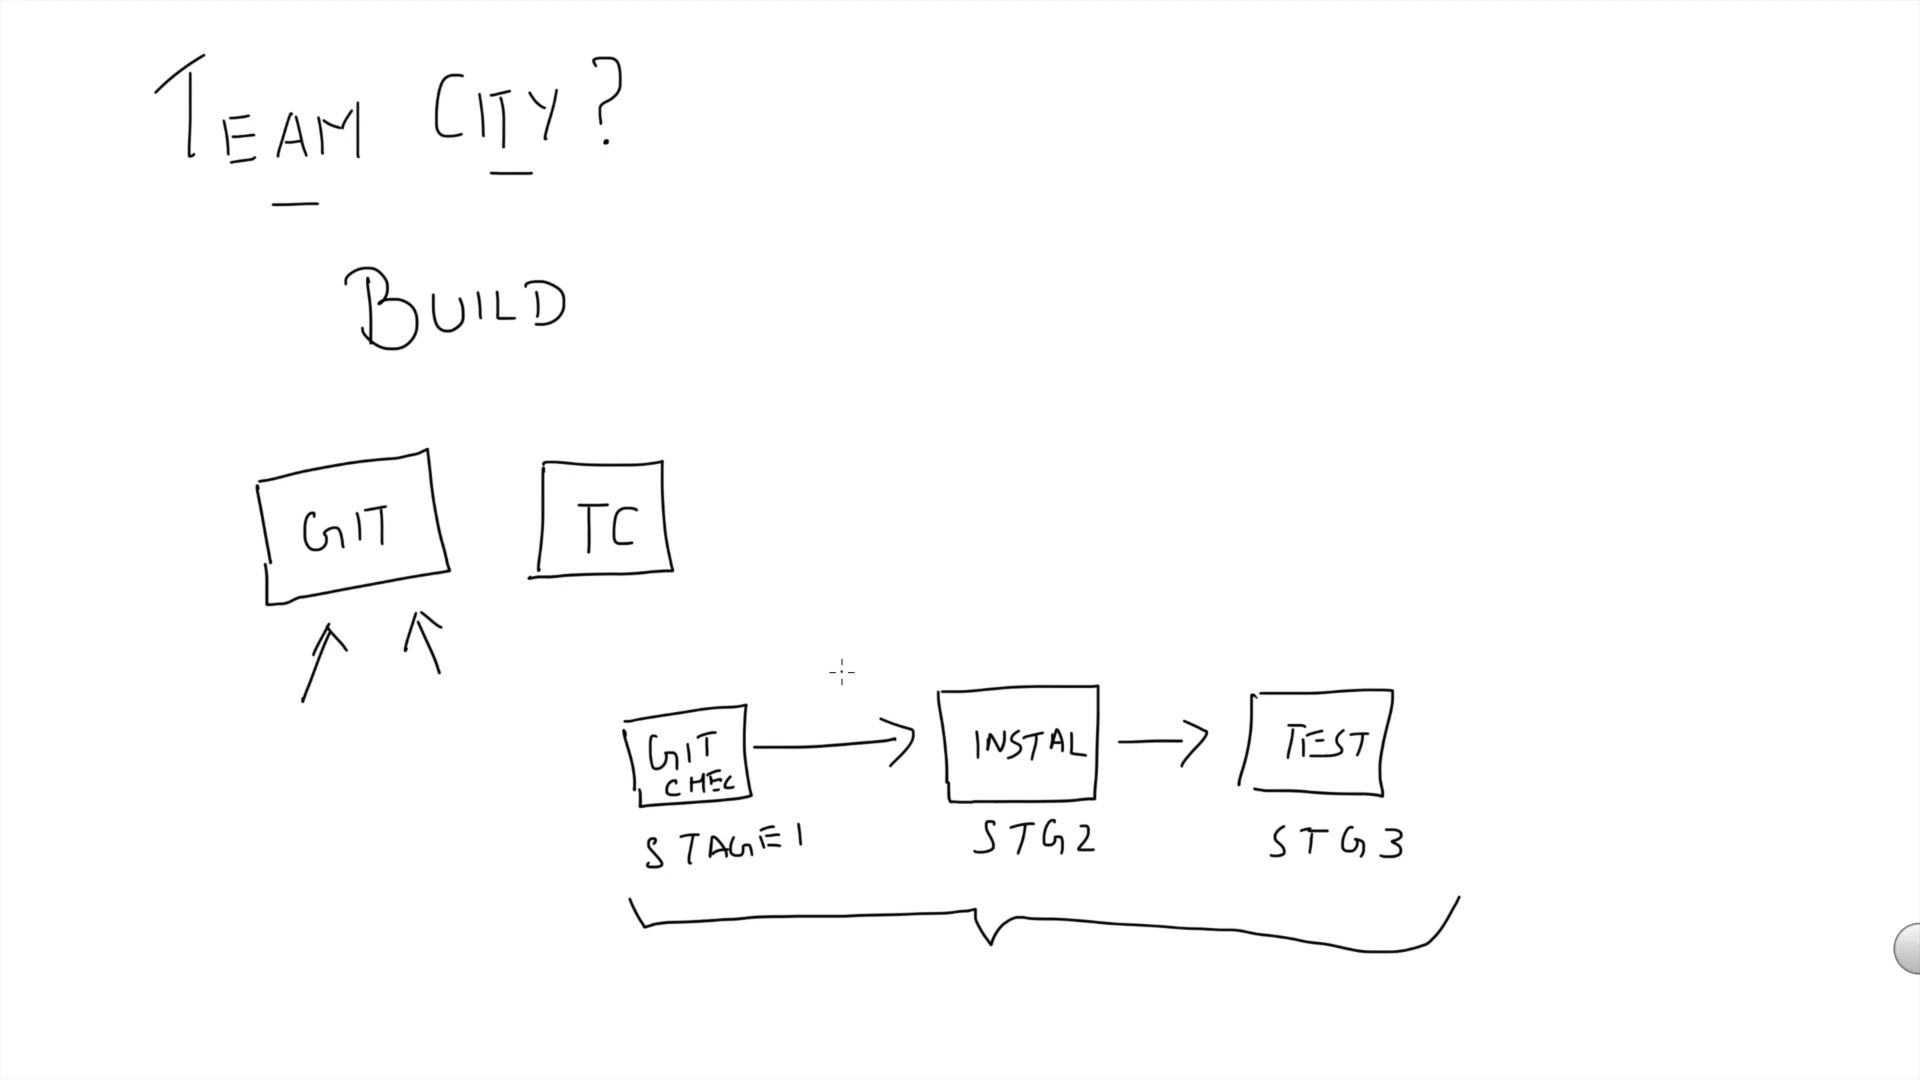 TEAM CITY?
BUILD
GIT TC
GIT INSTAL TEST
CHEC
STAGE1 STG2 STG3